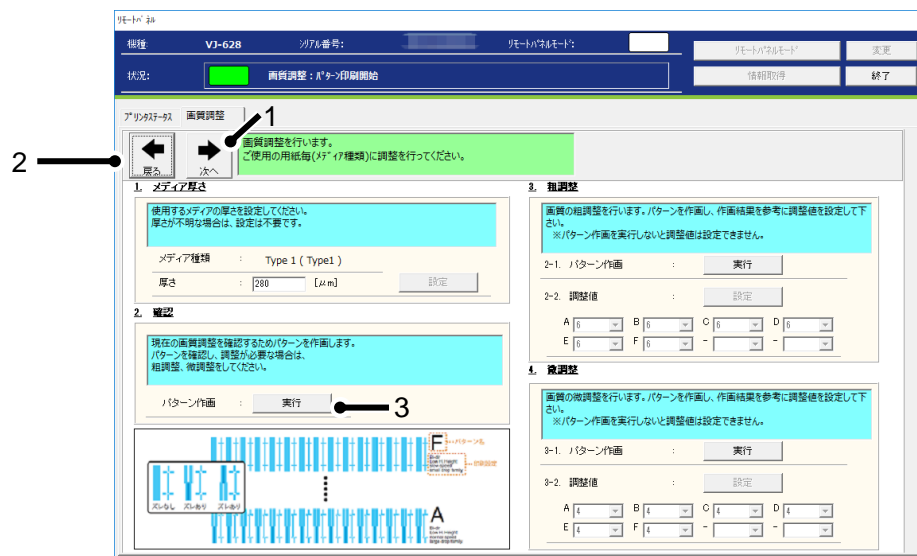 リモートパネル
機種: VJ-628 シリアル番号: リモートパネルモード:
リモートパネルモード 変更
状況: 画質調整:パターン印刷開始
情報取得 終了
プリンタステータス 画質調整
1
2
戻る 次へ
画質調整を行います。
ご使用の用紙毎(メディア種類)に調整を行ってください。
1. メディア厚さ
使用するメディアの厚さを設定してください。
厚さが不明な場合は、設定は不要です。
メディア種類 : Type 1 ( Type1 )
厚さ : 280 [μm] 設定
2. 確認
現在の画質調整を確認するためパターンを作画します。
パターンを確認し、調整が必要な場合は、
粗調整、微調整をしてください。
パターン作画 : 実行
3
F
パターン名
印刷設定
ズレなし ズレあり ズレあり
A
3. 粗調整
画質の粗調整を行います。パターンを作画し、作画結果を参考に調整値を設定して下
さい。
※パターン作画を実行しないと調整値は設定できません。
2-1. パターン作画 : 実行
2-2. 調整値 : 設定
A 6 B 6 C 6 D 6
E 6 F 6 - -
4. 微調整
画質の微調整を行います。パターンを作画し、作画結果を参考に調整値を設定して下
さい。
※パターン作画を実行しないと調整値は設定できません。
3-1. パターン作画 : 実行
3-2. 調整値 : 設定
A 4 B 4 C 4 D 4
E 4 F 4 - -